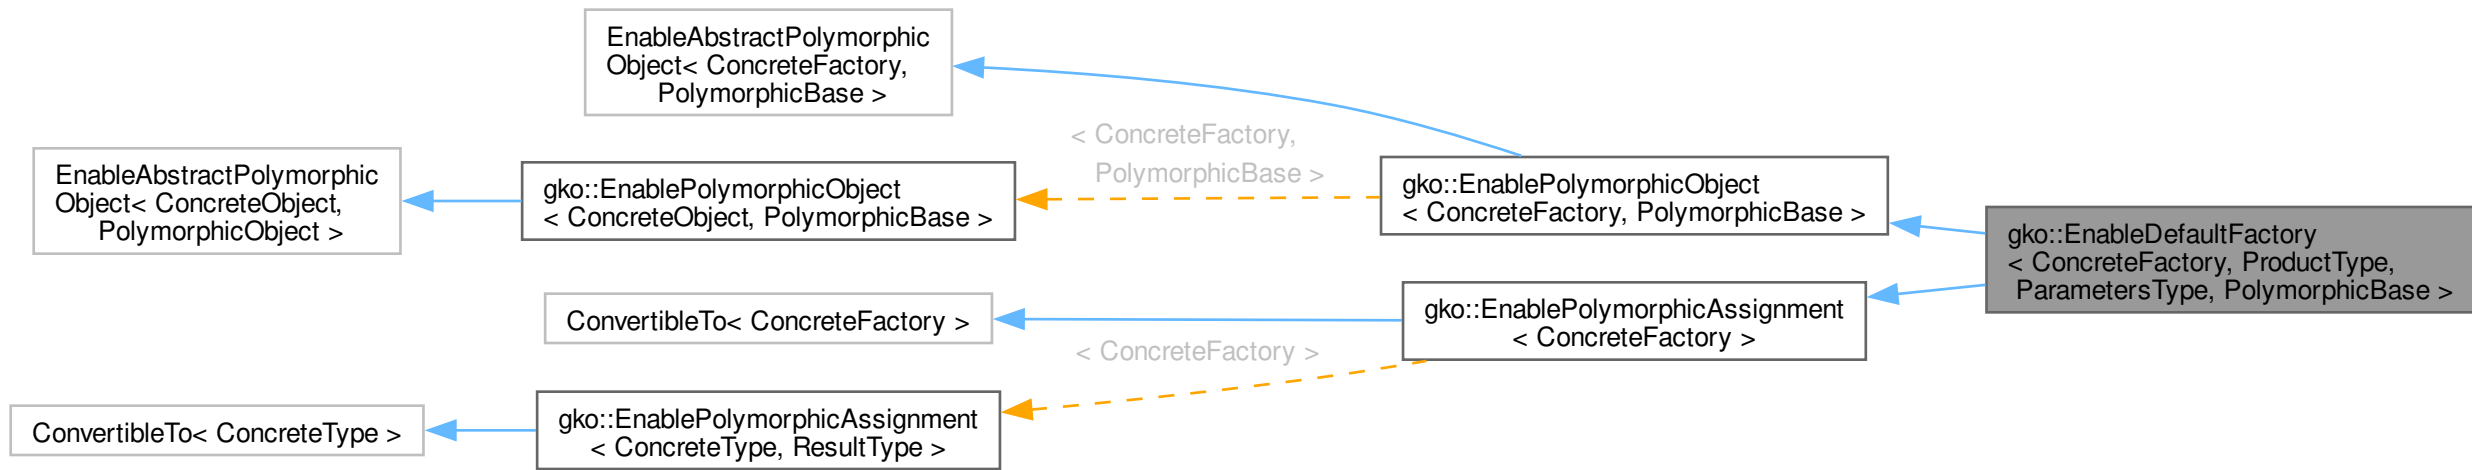 EnableAbstractPolymorphic
Object< ConcreteFactory,
PolymorphicBase >
< ConcreteFactory,
PolymorphicBase >
EnableAbstractPolymorphic
Object< ConcreteObject,
PolymorphicObject >
gko::EnablePolymorphicObject
< ConcreteObject, PolymorphicBase >
gko::EnablePolymorphicObject
< ConcreteFactory, PolymorphicBase >
gko::EnableDefaultFactory
< ConcreteFactory, ProductType,
ParametersType, PolymorphicBase >
ConvertibleTo< ConcreteFactory >
gko::EnablePolymorphicAssignment
< ConcreteFactory >
< ConcreteFactory >
ConvertibleTo< ConcreteType >
gko::EnablePolymorphicAssignment
< ConcreteType, ResultType >